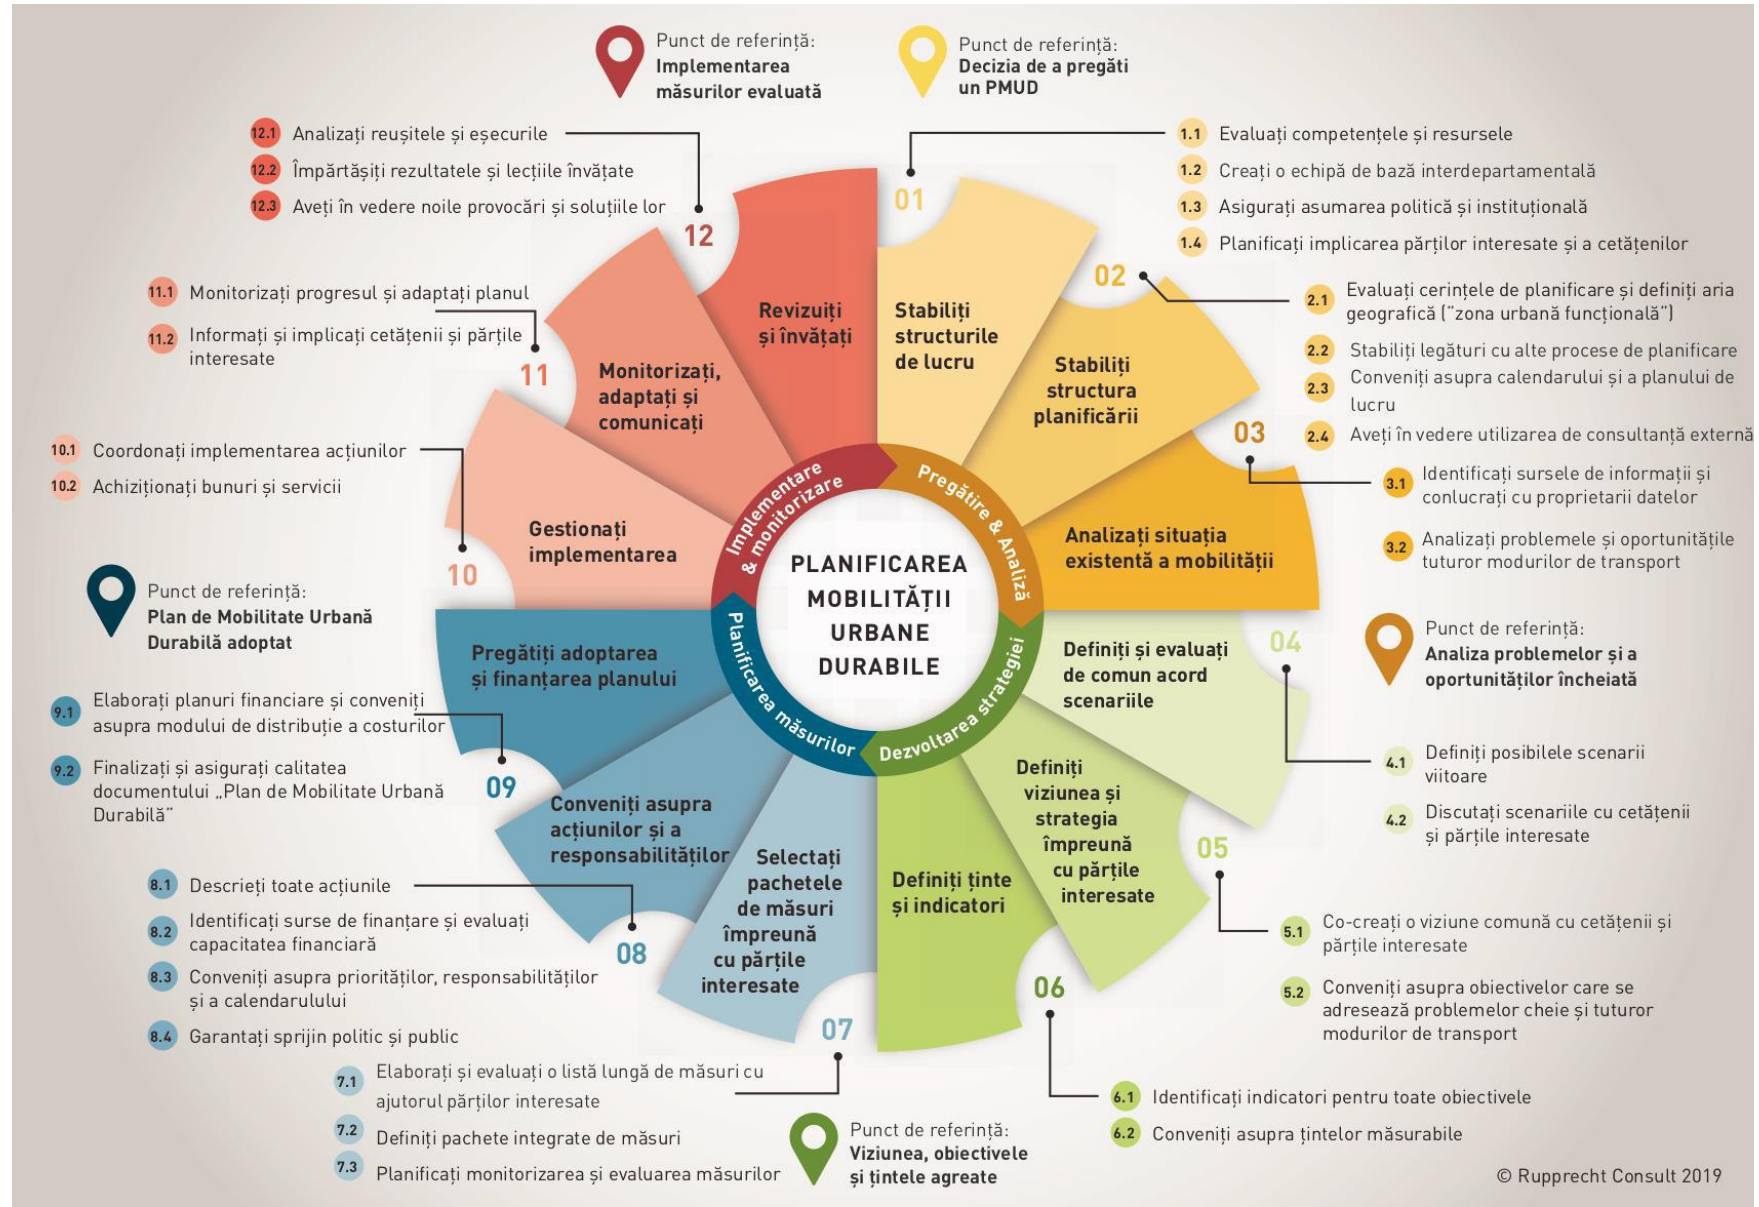 Punct de referință:
Implementarea
măsurilor evaluată
Punct de referință:
Decizia de a pregăti
un PMUD
12.1 Analizați reușitele și eșecurile
12.2 Împărtășiți rezultatele și lecțiile învățate
12.3 Aveți în vedere noile provocări și soluțiile lor
1.1 Evaluați competențele și resursele
1.2 Creați o echipă de bază interdepartamentală
1.3 Asigurați asumarea politică și instituțională
1.4 Planificați implicarea părților interesate și a cetățenilor
11.1 Monitorizați progresul și adaptați planul
11.2 Informați și implicați cetățenii și părțile
interesate
2.1 Evaluați cerințele de planificare și definiți aria
geografică ("zona urbană funcțională")
2.2 Stabiliți legături cu alte procese de planificare
2.3 Conveniți asupra calendarului și a planului de
lucru
2.4 Aveți în vedere utilizarea de consultanță externă
10.1 Coordonați implementarea acțiunilor
10.2 Achiziționați bunuri și servicii
3.1 Identificați sursele de informații și
conlucrați cu proprietarii datelor
3.2 Analizați problemele și oportunitățile
tuturor modurilor de transport
01
Stabiliți
structurile
de lucru
02
Stabiliți
structura
planificării
03
Analizați situația
existentă a mobilității
04
Definiți și evaluați
de comun acord
scenariile
05
Definiți
viziunea și
strategia
împreună
cu părțile
interesate
06
Definiți ținte
și indicatori
07
Selectați
pachetele
de măsuri
împreună
cu părțile
interesate
08
Conveniți asupra
acțiunilor și a
responsabilităților
09
Pregătiți adoptarea
și finanțarea planului
10
Gestionați
implementarea
11
Monitorizați,
adaptați și
comunicați
12
Revizuiți
și învățați
Pregătire & Analiză
Dezvoltarea strategiei
Planificarea măsurilor
Implementare
& monitorizare
PLANIFICAREA
MOBILITĂȚII
URBANE
DURABILE
Punct de referință:
Plan de Mobilitate Urbană
Durabilă adoptat
Punct de referință:
Analiza problemelor și a
oportunităților încheiată
9.1 Elaborați planuri financiare și conveniți
asupra modului de distribuție a costurilor
9.2 Finalizați și asigurați calitatea
documentului „Plan de Mobilitate Urbană
Durabilă”
4.1 Definiți posibilele scenarii
viitoare
4.2 Discutați scenariile cu cetățenii
și părțile interesate
8.1 Descrieți toate acțiunile
8.2 Identificați surse de finanțare și evaluați
capacitatea financiară
8.3 Conveniți asupra priorităților, responsabilităților
și a calendarulului
8.4 Garantați sprijin politic și public
5.1 Co-creați o viziune comună cu cetățenii și
părțile interesate
5.2 Conveniți asupra obiectivelor care se
adresează problemelor cheie și tuturor
modurilor de transport
7.1 Elaborați și evaluați o listă lungă de măsuri cu
ajutorul părților interesate
7.2 Definiți pachete integrate de măsuri
7.3 Planificați monitorizarea și evaluarea măsurilor
6.1 Identificați indicatori pentru toate obiectivele
6.2 Conveniți asupra țintelor măsurabile
Punct de referință:
Viziunea, obiectivele
și țintele agreate
© Rupprecht Consult 2019